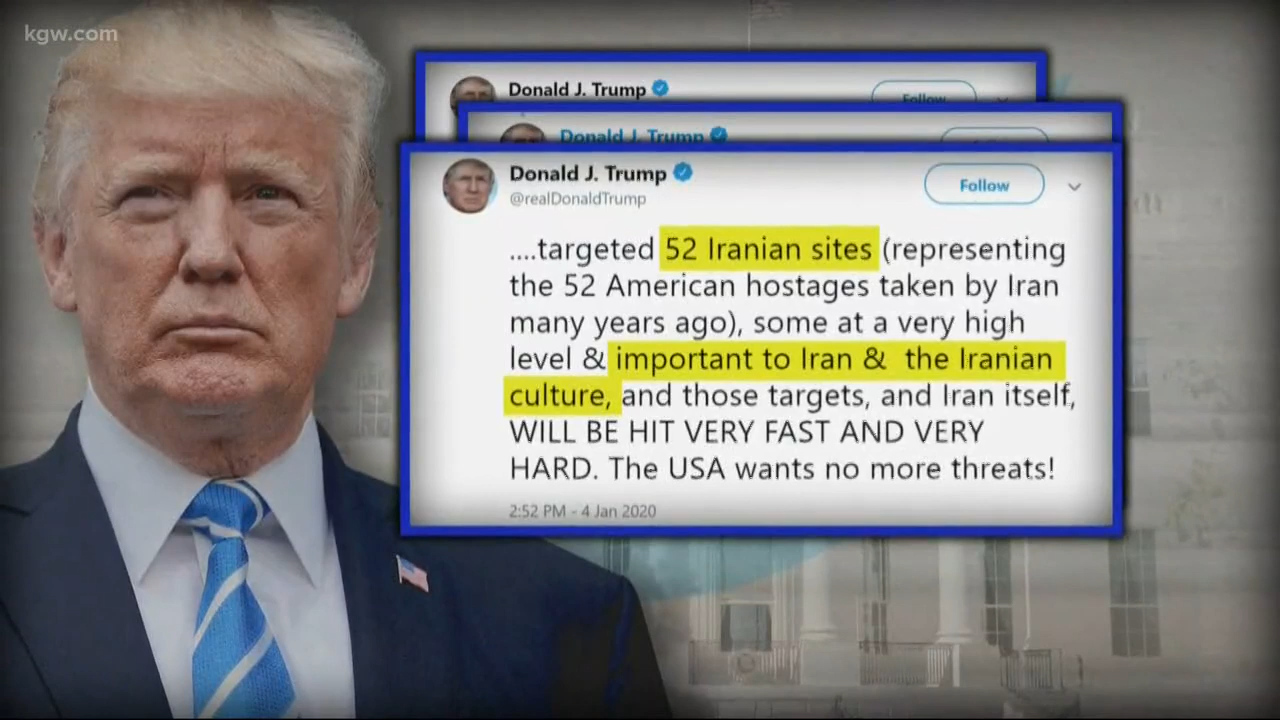 kgw.com
Donald J. Trump
Follow
Donald J. Trump
Donald J. Trump
@realDonaldTrump
Follow
....targeted 52 Iranian sites (representing
the 52 American hostages taken by Iran
many years ago), some at a very high
level & important to Iran & the Iranian
culture, and those targets, and Iran itself,
WILL BE HIT VERY FAST AND VERY
HARD. The USA wants no more threats!
2:52 PM - 4 Jan 2020